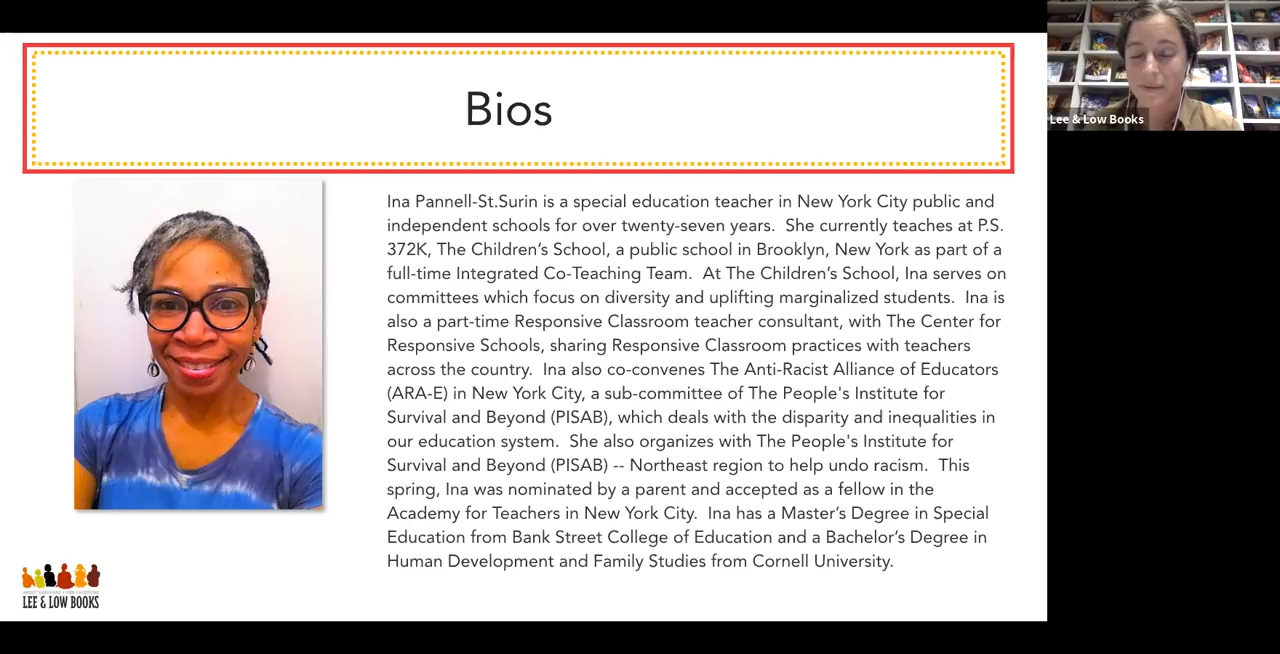 Bios
Lee & Low Books
Ina Pannell-St.Surin is a special education teacher in New York City public and
independent schools for over twenty-seven years.  She currently teaches at P.S.
372K, The Children’s School, a public school in Brooklyn, New York as part of a
full-time Integrated Co-Teaching Team.  At The Children’s School, Ina serves on
committees which focus on diversity and uplifting marginalized students.  Ina is
also a part-time Responsive Classroom teacher consultant, with The Center for
Responsive Schools, sharing Responsive Classroom practices with teachers
across the country.  Ina also co-convenes The Anti-Racist Alliance of Educators
(ARA-E) in New York City, a sub-committee of The People's Institute for
Survival and Beyond (PISAB), which deals with the disparity and inequalities in
our education system.  She also organizes with The People's Institute for
Survival and Beyond (PISAB) -- Northeast region to help undo racism.  This
spring, Ina was nominated by a parent and accepted as a fellow in the
Academy for Teachers in New York City.  Ina has a Master’s Degree in Special
Education from Bank Street College of Education and a Bachelor’s Degree in
Human Development and Family Studies from Cornell University.
LEE & LOW BOOKS